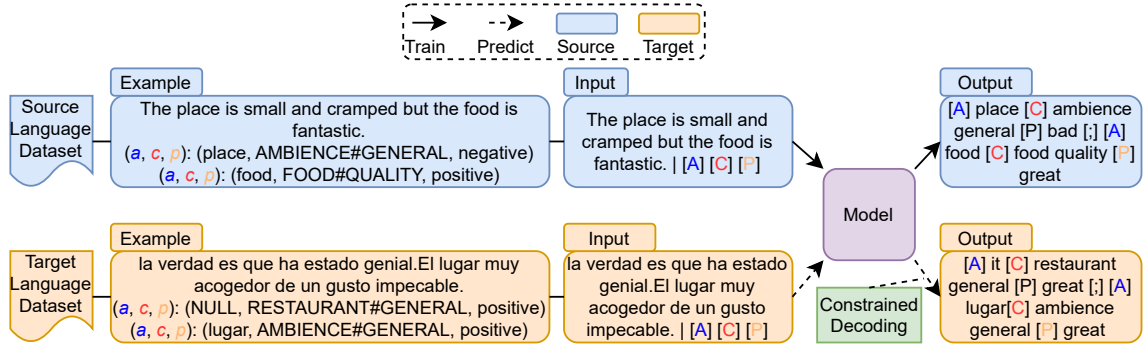 Train
Predict
Source
Target
Source
Language
Dataset
Example
The place is small and cramped but the food is
fantastic.
(a, c, p): (place, AMBIENCE#GENERAL, negative)
(a, c, p): (food, FOOD#QUALITY, positive)
Input
The place is small and
cramped but the food is
fantastic. | [A] [C] [P]
Model
Output
[A] place [C] ambience
general [P] bad [;] [A]
food [C] food quality [P]
great
Target
Language
Dataset
Example
la verdad es que ha estado genial.El lugar muy
acogedor de un gusto impecable.
(a, c, p): (NULL, RESTAURANT#GENERAL, positive)
(a, c, p): (lugar, AMBIENCE#GENERAL, positive)
Input
la verdad es que ha estado
genial.El lugar muy
acogedor de un gusto
impecable. | [A] [C] [P]
Constrained
Decoding
Output
[A] it [C] restaurant
general [P] great [;] [A]
lugar[C] ambience
general [P] great